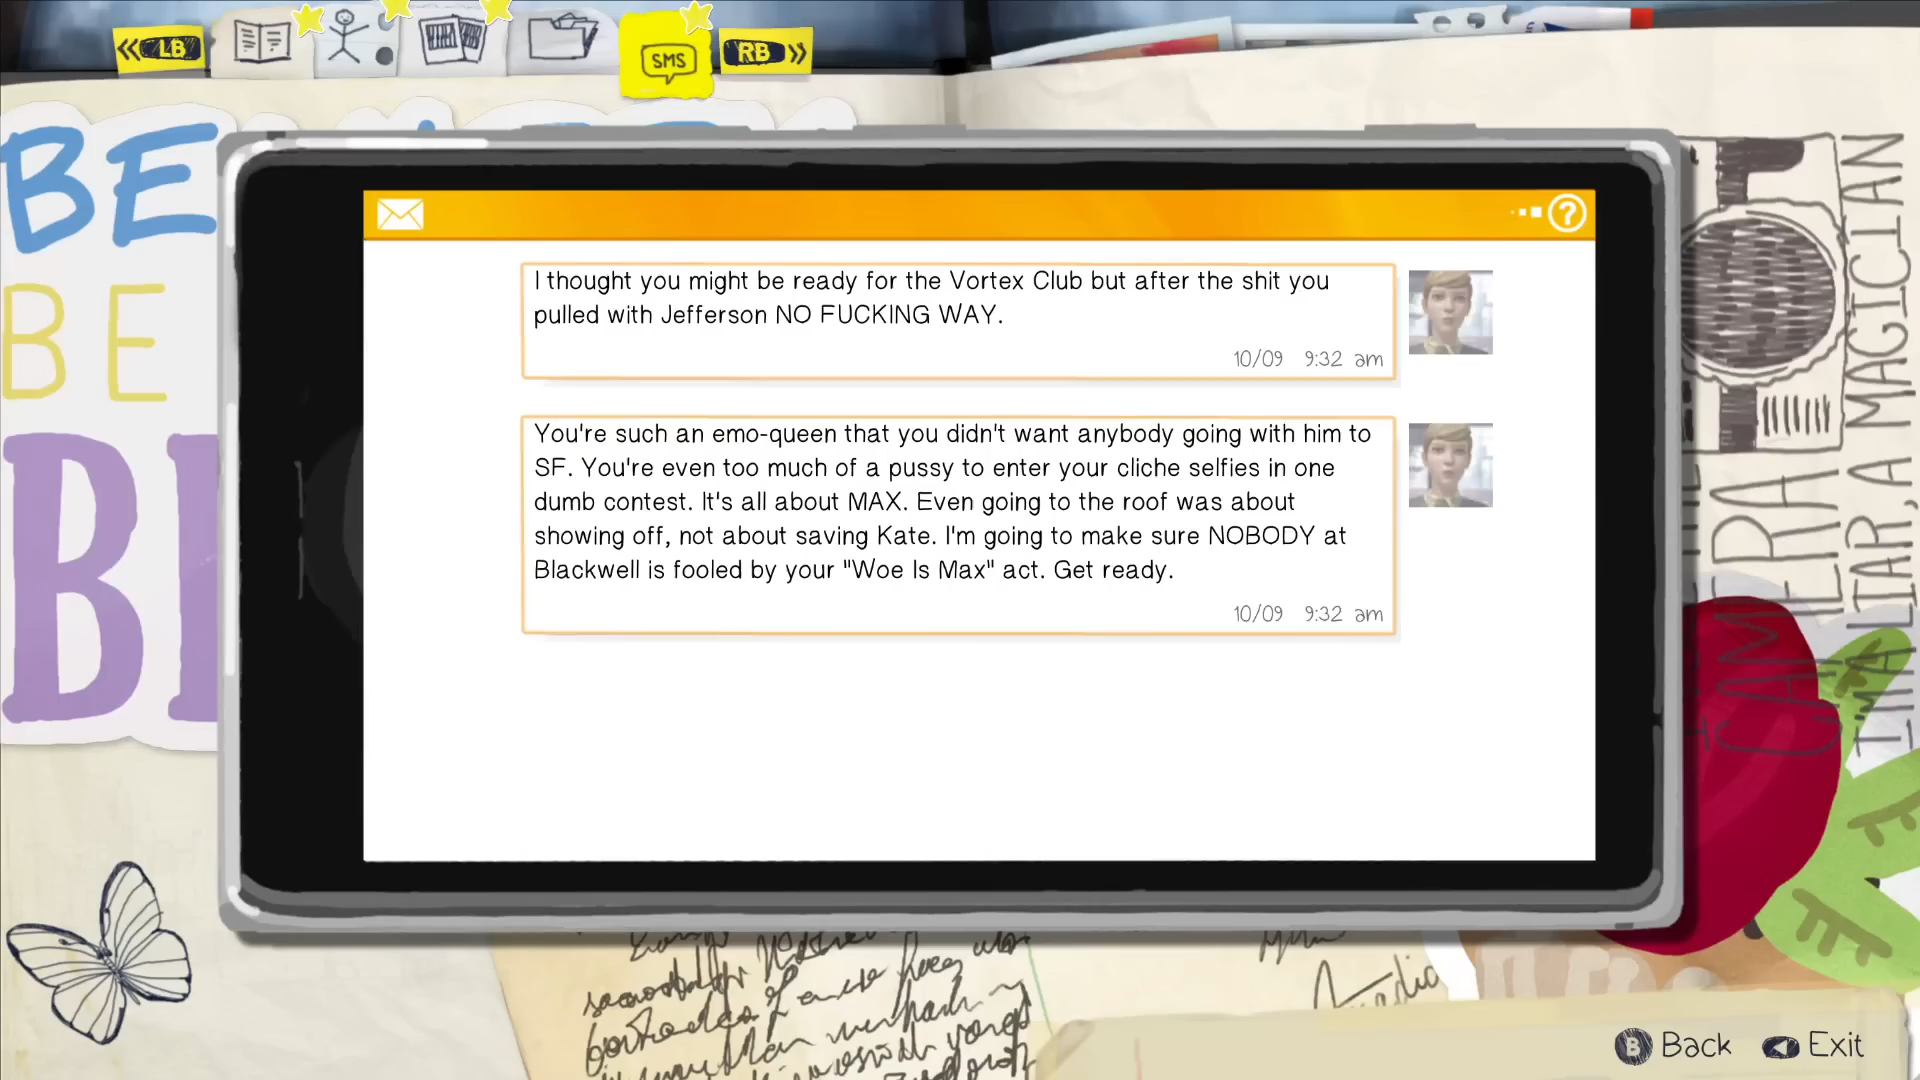 LB
SMS
RB
BE
BE
I thought you might be ready for the Vortex Club but after the shit you
pulled with Jefferson NO FUCKING WAY.
10/09 9:32 am
You're such an emo-queen that you didn't want anybody going with him to
SF. You're even too much of a pussy to enter your cliche selfies in one
dumb contest. It's all about MAX. Even going to the roof was about
showing off, not about saving Kate. I'm going to make sure NOBODY at
Blackwell is fooled by your "Woe Is Max" act. Get ready.
10/09 9:32 am
CAMERA
I'M A LIAR, A MAGICIAN
B Back
Exit